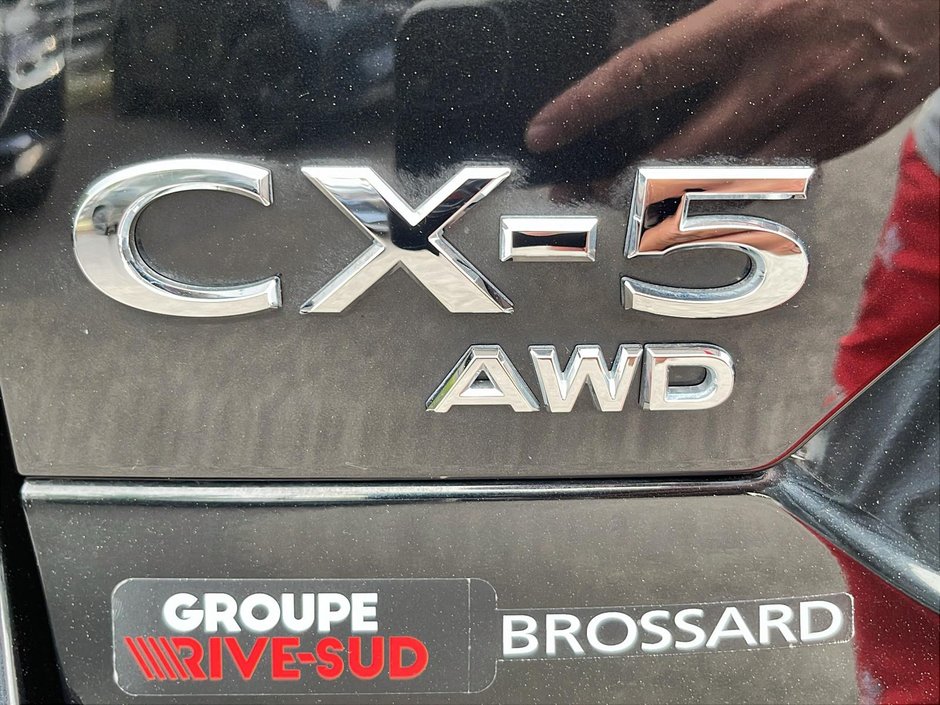 CX-5
AWD
GROUPE
RIVE-SUD
BROSSARD